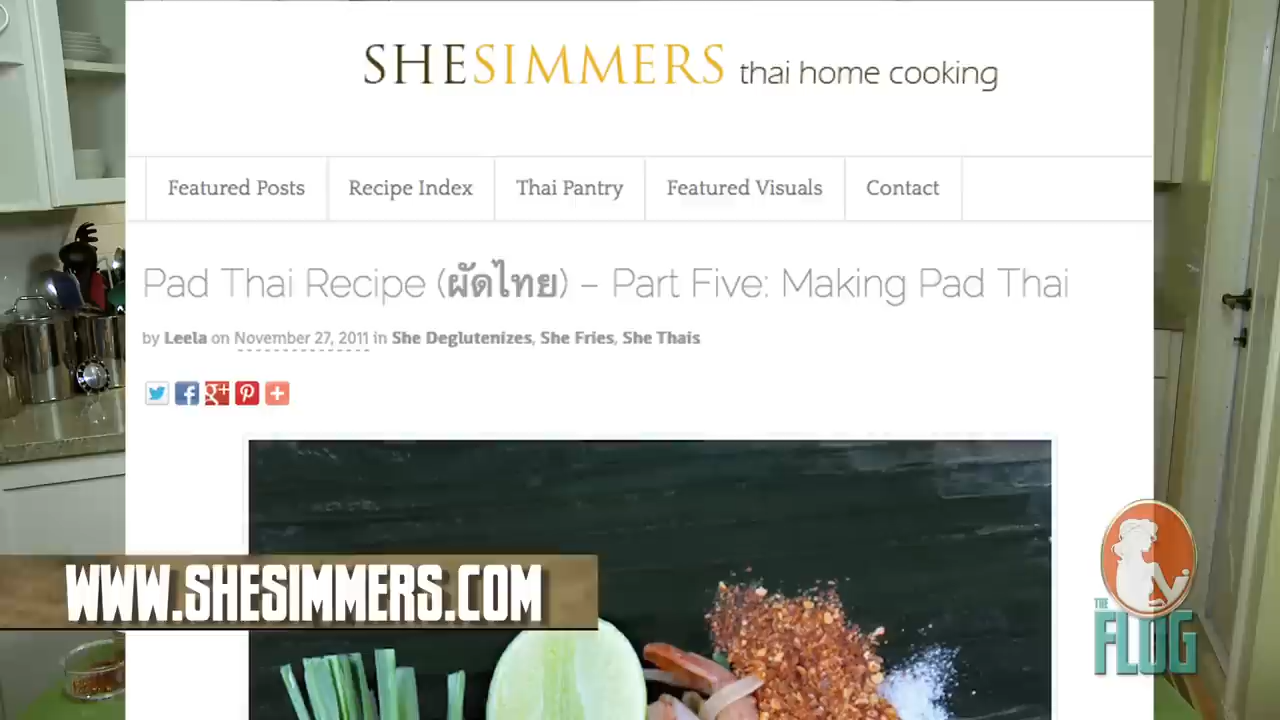 SHESIMMERS thai home cooking
Featured Posts Recipe Index Thai Pantry Featured Visuals Contact
Pad Thai Recipe (ผัดไทย) – Part Five: Making Pad Thai
by Leela on November 27, 2011 in She Deglutenizes, She Fries, She Thais
WWW.SHESIMMERS.COM
THE
FLOG